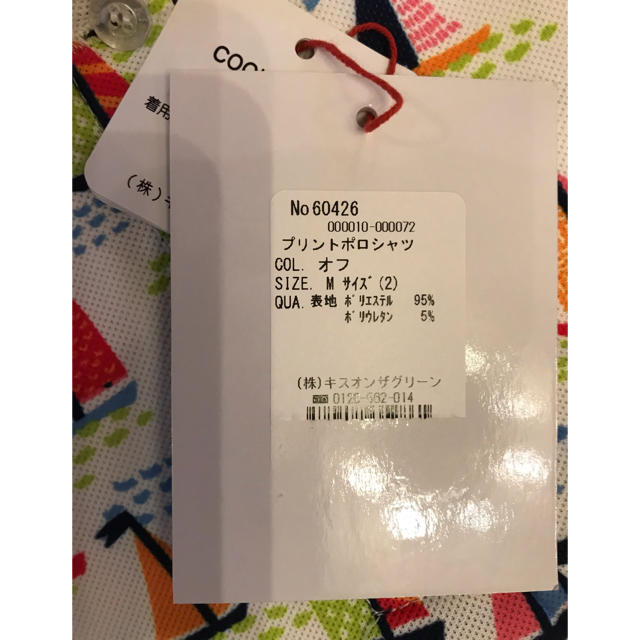 COO
着用
(株)キ
No60426
000010-000072
プリントポロシャツ
COL. オフ
SIZE. M サイズ(2)
QUA. 表地 ポリエステル 95%
ポリウレタン 5%
(株)キスオンザグリーン
0120-662-014